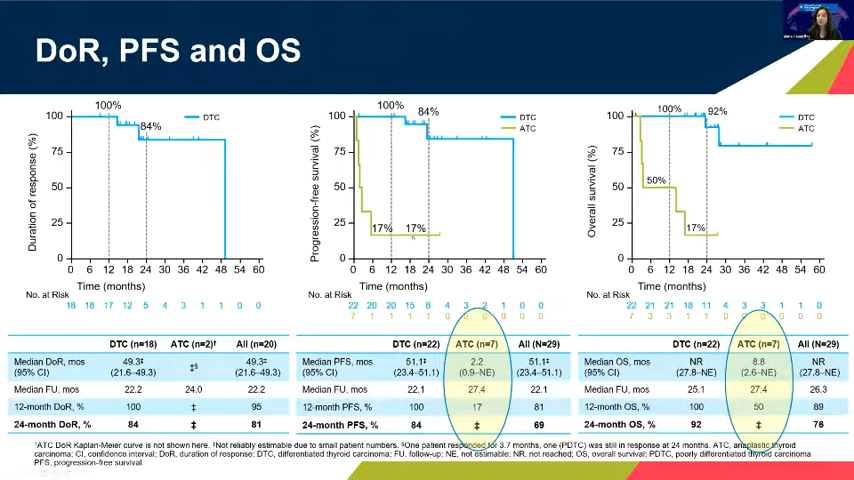 DoR, PFS and OS
Duration of response (%)
100
75
50
25
0
100%
84%
DTC
0 6 12 18 24 30 36 42 48 54 60
Time (months)
No. at Risk
18 18 17 12 5 4 3 1 1 0 0
Progression-free survival (%)
100
75
50
25
0
100%
84%
17%
17%
DTC
ATC
0 6 12 18 24 30 36 42 48 54 60
Time (months)
No. at Risk
22 20 20 15 8 4 3 2 1 0 0
7 1 1 1 1 0 0 0 0 0 0
Overall survival (%)
100
75
50
25
0
100%
92%
50%
17%
DTC
ATC
0 6 12 18 24 30 36 42 48 54 60
Time (months)
No. at Risk
22 21 21 18 11 4 3 3 1 1 0
7 3 3 1 1 0 0 0 0 0 0
DTC (n=18) ATC (n=2)† All (n=20)
Median DoR, mos (95% CI) 49.3‡ (21.6–49.3) ‡§ 49.3‡ (21.6–49.3)
Median FU, mos 22.2 24.0 22.2
12-month DoR, % 100 ‡ 95
24-month DoR, % 84 ‡ 81
DTC (n=22) ATC (n=7) All (N=29)
Median PFS, mos (95% CI) 51.1‡ (23.4–51.1) 2.2 (0.9–NE) 51.1‡ (23.4–51.1)
Median FU, mos 22.1 27.4 22.1
12-month PFS, % 100 17 81
24-month PFS, % 84 ‡ 69
DTC (n=22) ATC (n=7) All (N=29)
Median OS, mos (95% CI) NR (27.8–NE) 8.8 (2.6–NE) NR (27.8–NE)
Median FU, mos 25.1 27.4 26.3
12-month OS, % 100 50 89
24-month OS, % 92 ‡ 76
†ATC DoR Kaplan-Meier curve is not shown here. ‡Not reliably estimable due to small patient numbers. §One patient responded for 3.7 months, one (PDTC) was still in response at 24 months. ATC, anaplastic thyroid
carcinoma; CI, confidence interval; DoR, duration of response; DTC, differentiated thyroid carcinoma; FU, follow-up; NE, not estimable; NR, not reached; OS, overall survival; PDTC, poorly differentiated thyroid carcinoma
PFS, progression-free survival